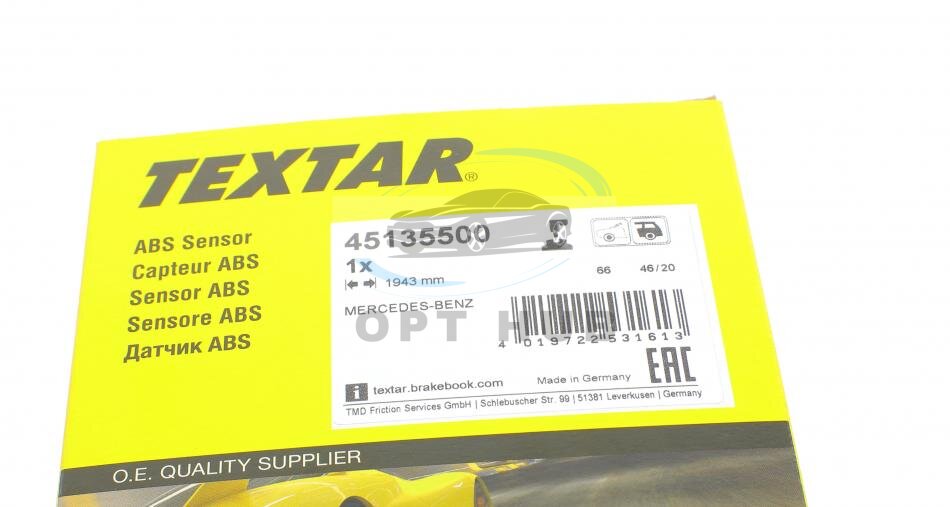 TEXTAR®
ABS Sensor
Capteur ABS
Sensor ABS
Sensore ABS
Датчик ABS
45135500
1x
1943 mm
66 46/20
MERCEDES-BENZ
OPT HUB
4 019722 531613
i textar.brakebook.com
Made in Germany
EAC
TMD Friction Services GmbH | Schlebuscher Str. 99 | 51381 Leverkusen | Germany
O.E. QUALITY SUPPLIER